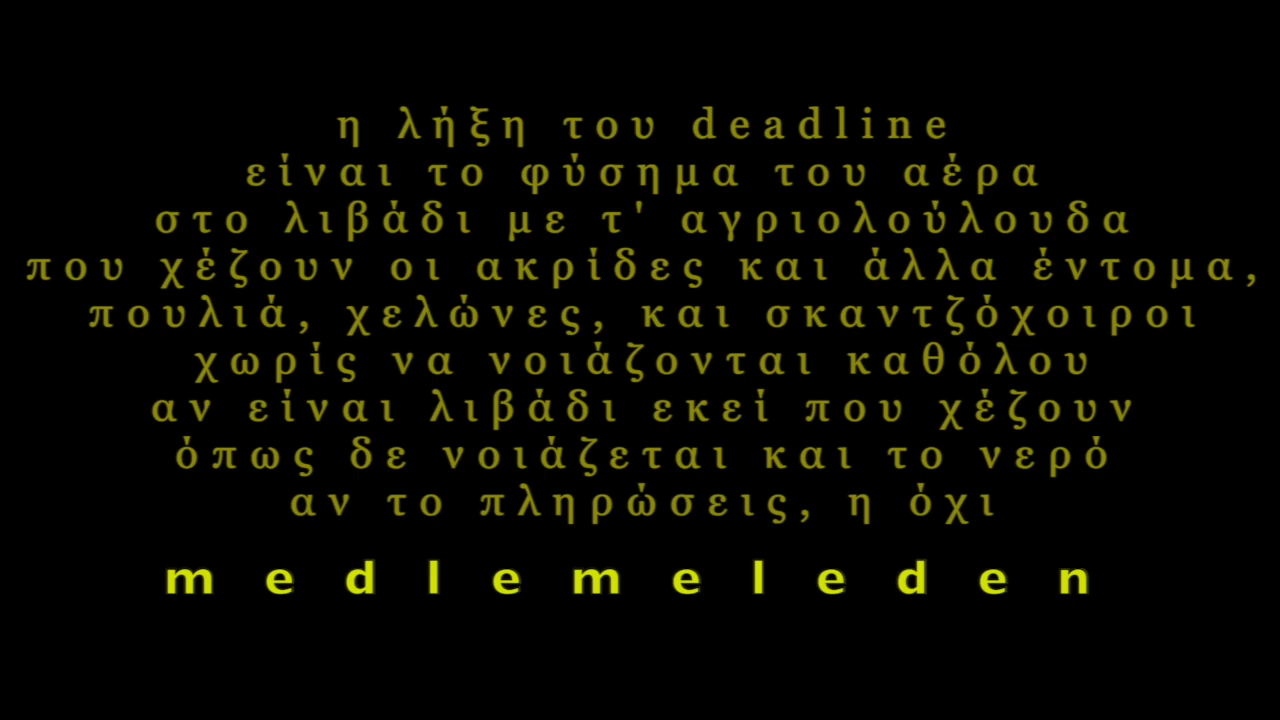 η λήξη του deadline
είναι το φύσημα του αέρα
στο λιβάδι με τ' αγριολούλουδα
που χέζουν οι ακρίδες και άλλα έντομα,
πουλιά, χελώνες, και σκαντζόχοιροι
χωρίς να νοιάζονται καθόλου
αν είναι λιβάδι εκεί που χέζουν
όπως δε νοιάζεται και το νερό
αν το πληρώσεις, η όχι
medlemeleden